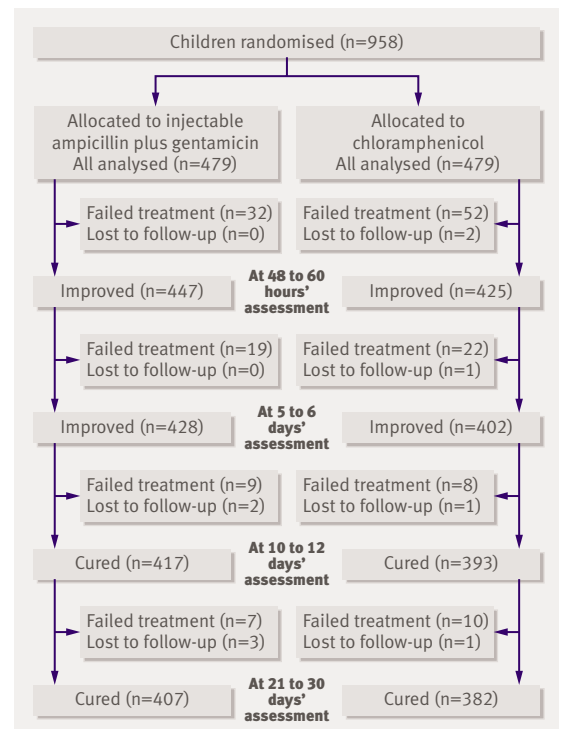 Children randomised (n=958)
Allocated to injectable
ampicillin plus gentamicin
All analysed (n=479)
Allocated to
chloramphenicol
All analysed (n=479)
Failed treatment (n=32)
Lost to follow-up (n=0)
Failed treatment (n=52)
Lost to follow-up (n=2)
Improved (n=447)
At 48 to 60
hours’
assessment
Improved (n=425)
Failed treatment (n=19)
Lost to follow-up (n=0)
Failed treatment (n=22)
Lost to follow-up (n=1)
Improved (n=428)
At 5 to 6
days’
assessment
Improved (n=402)
Failed treatment (n=9)
Lost to follow-up (n=2)
Failed treatment (n=8)
Lost to follow-up (n=1)
Cured (n=417)
At 10 to 12
days’
assessment
Cured (n=393)
Failed treatment (n=7)
Lost to follow-up (n=3)
Failed treatment (n=10)
Lost to follow-up (n=1)
Cured (n=407)
At 21 to 30
days’
assessment
Cured (n=382)